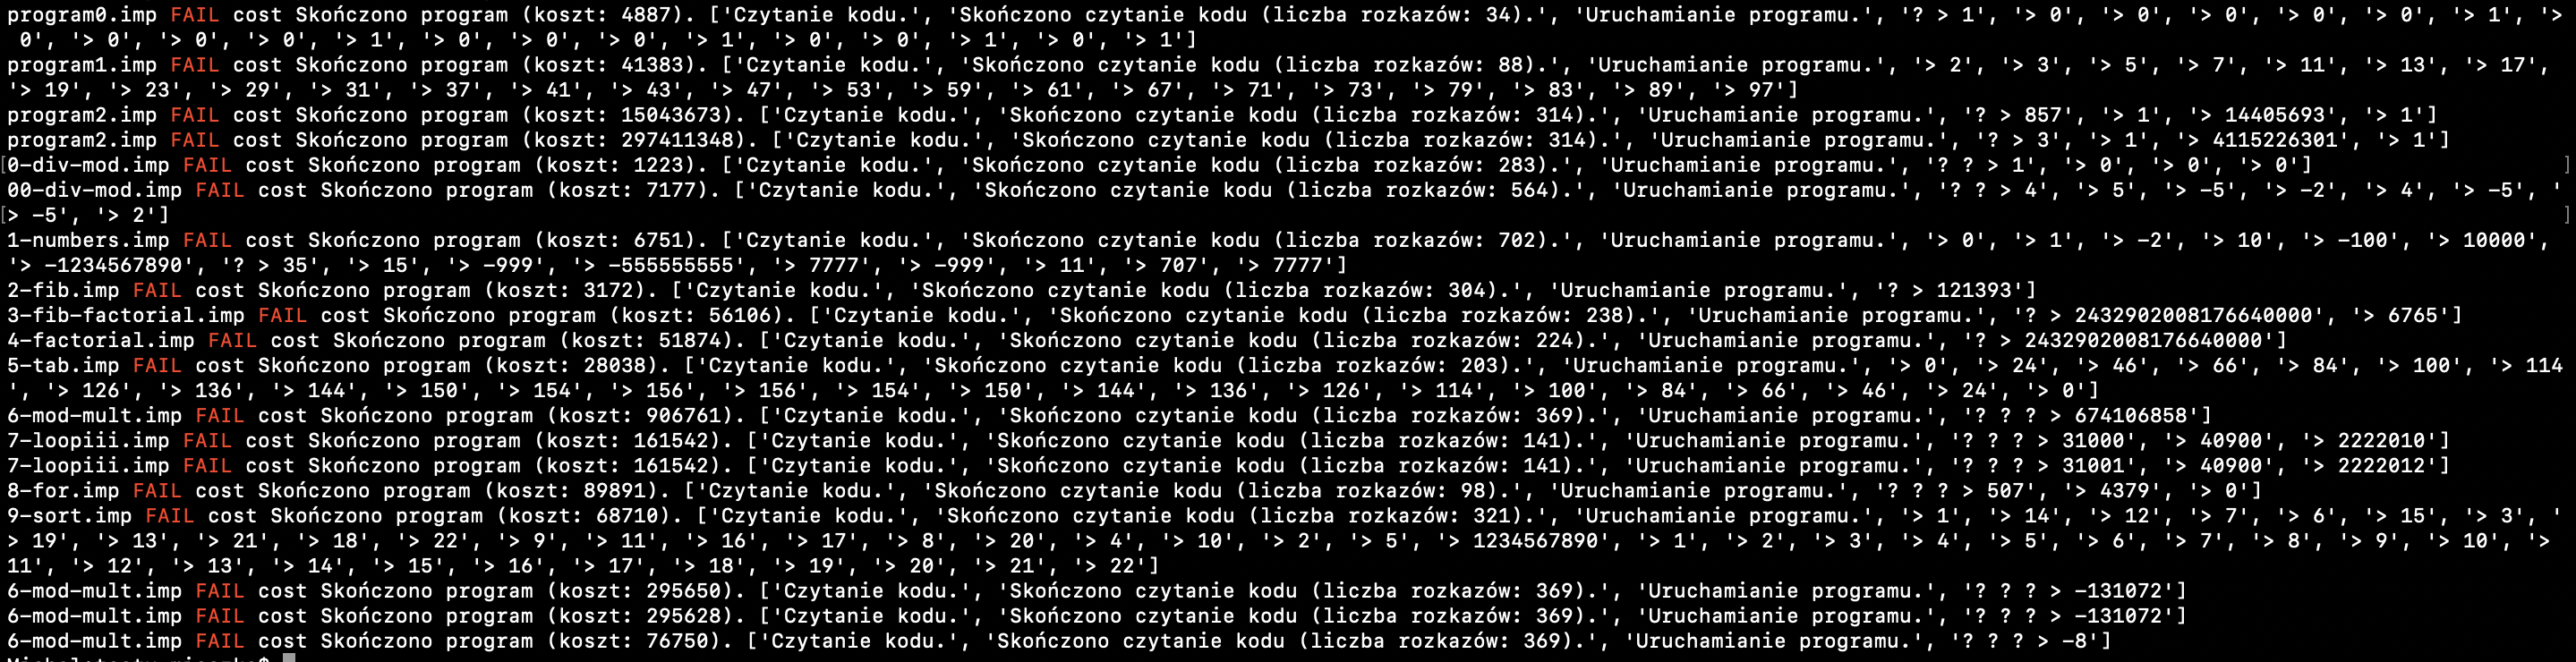 program0.imp FAIL cost Skończono program (koszt: 4887). ['Czytanie kodu.', 'Skończono czytanie kodu (liczba rozkazów: 34).', 'Uruchamianie programu.', '? > 1', '> 0', '> 0', '> 0', '> 0', '> 0', '> 1', '>
 0', '> 0', '> 0', '> 0', '> 1', '> 0', '> 0', '> 0', '> 1', '> 0', '> 0', '> 1', '> 0', '> 1']
program1.imp FAIL cost Skończono program (koszt: 41383). ['Czytanie kodu.', 'Skończono czytanie kodu (liczba rozkazów: 88).', 'Uruchamianie programu.', '> 2', '> 3', '> 5', '> 7', '> 11', '> 13', '> 17',
'> 19', '> 23', '> 29', '> 31', '> 37', '> 41', '> 43', '> 47', '> 53', '> 59', '> 61', '> 67', '> 71', '> 73', '> 79', '> 83', '> 89', '> 97']
program2.imp FAIL cost Skończono program (koszt: 15043673). ['Czytanie kodu.', 'Skończono czytanie kodu (liczba rozkazów: 314).', 'Uruchamianie programu.', '? > 857', '> 1', '> 14405693', '> 1']
program2.imp FAIL cost Skończono program (koszt: 297411348). ['Czytanie kodu.', 'Skończono czytanie kodu (liczba rozkazów: 314).', 'Uruchamianie programu.', '? > 3', '> 1', '> 4115226301', '> 1']
[0-div-mod.imp FAIL cost Skończono program (koszt: 1223). ['Czytanie kodu.', 'Skończono czytanie kodu (liczba rozkazów: 283).', 'Uruchamianie programu.', '? ? > 1', '> 0', '> 0', '> 0'] ]
00-div-mod.imp FAIL cost Skończono program (koszt: 7177). ['Czytanie kodu.', 'Skończono czytanie kodu (liczba rozkazów: 564).', 'Uruchamianie programu.', '? ? > 4', '> 5', '> -5', '> -2', '> 4', '> -5', '
[> -5', '> 2'] ]
1-numbers.imp FAIL cost Skończono program (koszt: 6751). ['Czytanie kodu.', 'Skończono czytanie kodu (liczba rozkazów: 702).', 'Uruchamianie programu.', '> 0', '> 1', '> -2', '> 10', '> -100', '> 10000',
'> -1234567890', '? > 35', '> 15', '> -999', '> -555555555', '> 7777', '> -999', '> 11', '> 707', '> 7777']
2-fib.imp FAIL cost Skończono program (koszt: 3172). ['Czytanie kodu.', 'Skończono czytanie kodu (liczba rozkazów: 304).', 'Uruchamianie programu.', '? > 121393']
3-fib-factorial.imp FAIL cost Skończono program (koszt: 56106). ['Czytanie kodu.', 'Skończono czytanie kodu (liczba rozkazów: 238).', 'Uruchamianie programu.', '? > 2432902008176640000', '> 6765']
4-factorial.imp FAIL cost Skończono program (koszt: 51874). ['Czytanie kodu.', 'Skończono czytanie kodu (liczba rozkazów: 224).', 'Uruchamianie programu.', '? > 2432902008176640000']
5-tab.imp FAIL cost Skończono program (koszt: 28038). ['Czytanie kodu.', 'Skończono czytanie kodu (liczba rozkazów: 203).', 'Uruchamianie programu.', '> 0', '> 24', '> 46', '> 66', '> 84', '> 100', '> 114
', '> 126', '> 136', '> 144', '> 150', '> 154', '> 156', '> 156', '> 154', '> 150', '> 144', '> 136', '> 126', '> 114', '> 100', '> 84', '> 66', '> 46', '> 24', '> 0']
6-mod-mult.imp FAIL cost Skończono program (koszt: 906761). ['Czytanie kodu.', 'Skończono czytanie kodu (liczba rozkazów: 369).', 'Uruchamianie programu.', '? ? ? > 674106858']
7-loopiii.imp FAIL cost Skończono program (koszt: 161542). ['Czytanie kodu.', 'Skończono czytanie kodu (liczba rozkazów: 141).', 'Uruchamianie programu.', '? ? ? > 31000', '> 40900', '> 2222010']
7-loopiii.imp FAIL cost Skończono program (koszt: 161542). ['Czytanie kodu.', 'Skończono czytanie kodu (liczba rozkazów: 141).', 'Uruchamianie programu.', '? ? ? > 31001', '> 40900', '> 2222012']
8-for.imp FAIL cost Skończono program (koszt: 89891). ['Czytanie kodu.', 'Skończono czytanie kodu (liczba rozkazów: 98).', 'Uruchamianie programu.', '? ? ? > 507', '> 4379', '> 0']
9-sort.imp FAIL cost Skończono program (koszt: 68710). ['Czytanie kodu.', 'Skończono czytanie kodu (liczba rozkazów: 321).', 'Uruchamianie programu.', '> 1', '> 14', '> 12', '> 7', '> 6', '> 15', '> 3', '
> 19', '> 13', '> 21', '> 18', '> 22', '> 9', '> 11', '> 16', '> 17', '> 8', '> 20', '> 4', '> 10', '> 2', '> 5', '> 1234567890', '> 1', '> 2', '> 3', '> 4', '> 5', '> 6', '> 7', '> 8', '> 9', '> 10', '>
11', '> 12', '> 13', '> 14', '> 15', '> 16', '> 17', '> 18', '> 19', '> 20', '> 21', '> 22']
6-mod-mult.imp FAIL cost Skończono program (koszt: 295650). ['Czytanie kodu.', 'Skończono czytanie kodu (liczba rozkazów: 369).', 'Uruchamianie programu.', '? ? ? > -131072']
6-mod-mult.imp FAIL cost Skończono program (koszt: 295628). ['Czytanie kodu.', 'Skończono czytanie kodu (liczba rozkazów: 369).', 'Uruchamianie programu.', '? ? ? > -131072']
6-mod-mult.imp FAIL cost Skończono program (koszt: 76750). ['Czytanie kodu.', 'Skończono czytanie kodu (liczba rozkazów: 369).', 'Uruchamianie programu.', '? ? ? > -8']